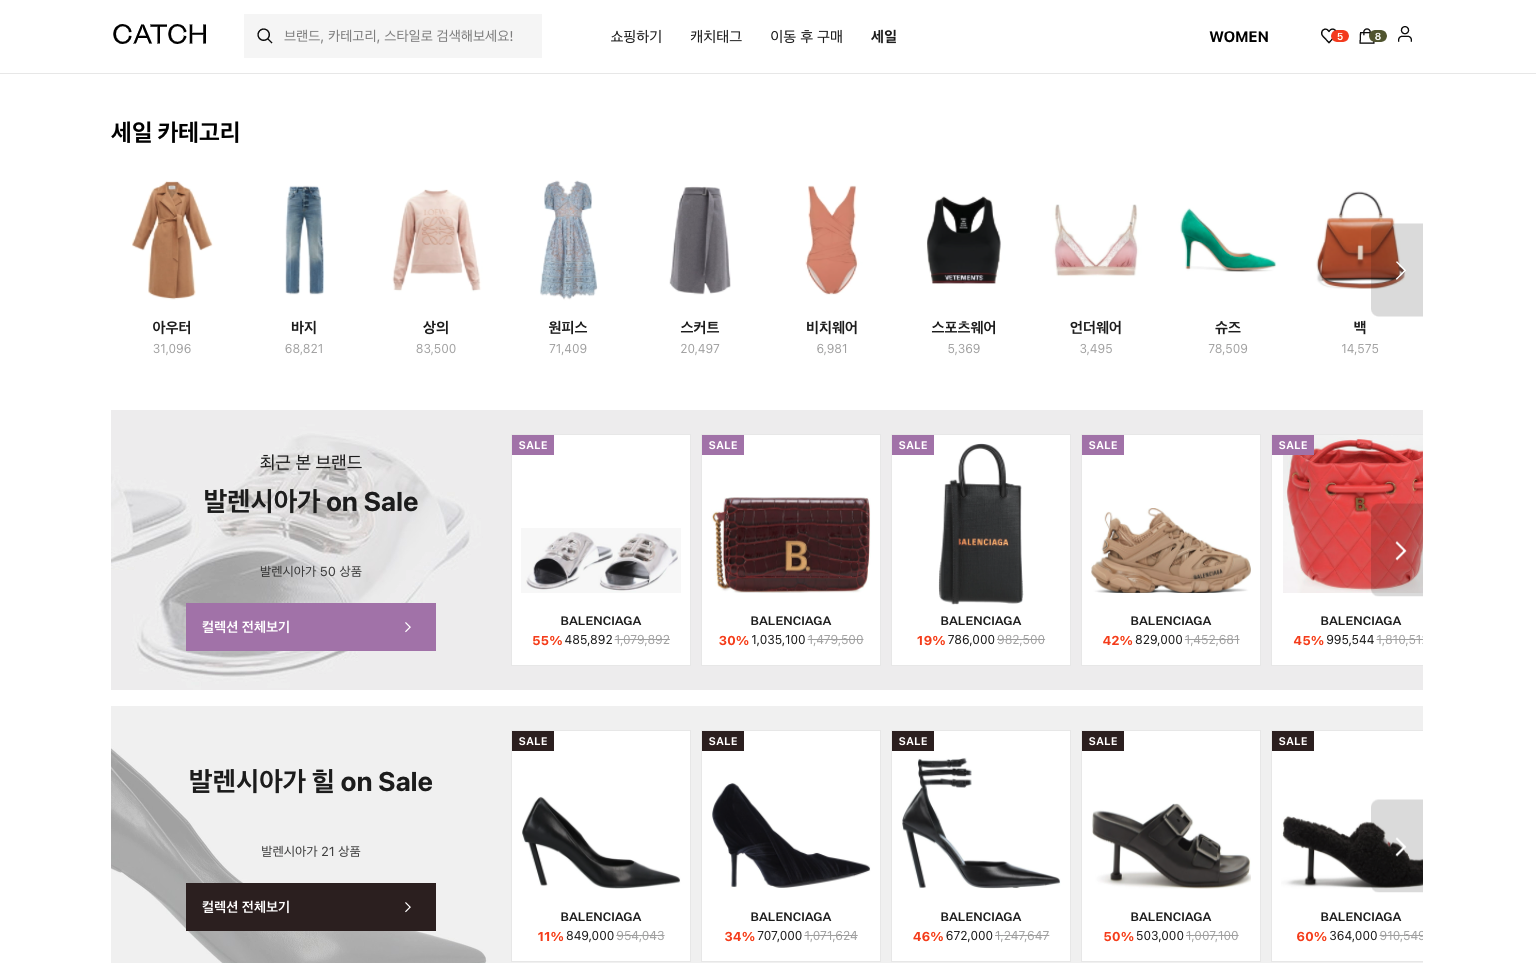 CATCH
브랜드, 카테고리, 스타일로 검색해보세요!
쇼핑하기
캐치태그
이동 후 구매
세일
WOMEN
5
8
세일 카테고리
VETEMENTS
아우터
바지
상의
원피스
스커트
비치웨어
스포츠웨어
언더웨어
슈즈
백
31,096
68,821
83,500
71,409
20,497
6,981
5,369
3,495
78,509
14,575
최근 본 브랜드
발렌시아가 on Sale
발렌시아가 50 상품
컬렉션 전체보기
SALE
BALENCIAGA
55% 485,892 1,079,892
SALE
B.
BALENCIAGA
30% 1,035,100 1,479,500
SALE
BALENCIAGA
BALENCIAGA
19% 786,000 982,500
SALE
BALENCIAGA
BALENCIAGA
42% 829,000 1,452,681
SALE
B
BALENCIAGA
45% 995,544
발렌시아가 힐 on Sale
발렌시아가 21 상품
컬렉션 전체보기
SALE
BALENCIAGA
11% 849,000 954,043
SALE
BALENCIAGA
34% 707,000 1,071,624
SALE
BALENCIAGA
46% 672,000 1,247,647
SALE
BALENCIAGA
50% 503,000 1,007,100
SALE
BALENCIAGA
60% 364,000 910,549